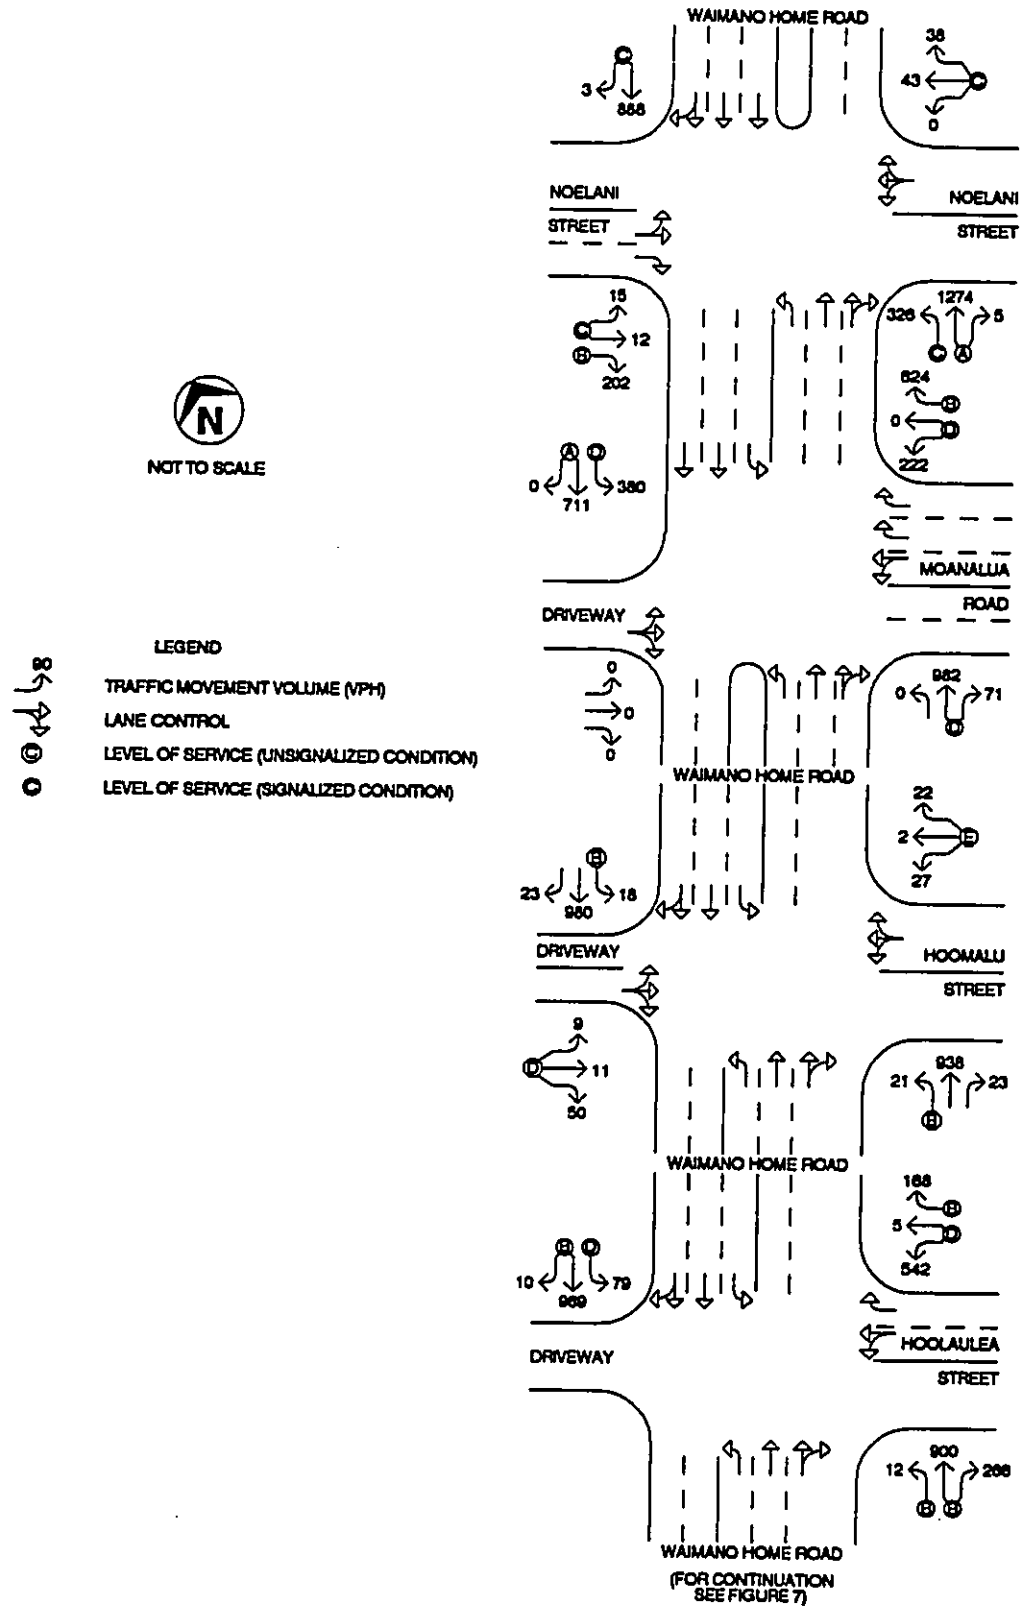 WAIMANO HOME ROAD
C
3
888
38
43
C
0
NOELANI
STREET
NOELANI
STREET
15
C
12
B
202
1274
326
5
C
A
624
B
0
D
222
N
NOT TO SCALE
A
D
0
711
380
MOANALUA
ROAD
DRIVEWAY
LEGEND
90
TRAFFIC MOVEMENT VOLUME (VPH)
LANE CONTROL
C
LEVEL OF SERVICE (UNSIGNALIZED CONDITION)
C
LEVEL OF SERVICE (SIGNALIZED CONDITION)
0
0
0
982
0
71
WAIMANO HOME ROAD
22
2
E
27
B
23
980
18
DRIVEWAY
HOOMALU
STREET
9
D
11
50
938
21
23
B
WAIMANO HOME ROAD
168
B
5
D
542
B
D
10
969
79
DRIVEWAY
HOOLAULEA
STREET
900
12
266
B
B
WAIMANO HOME ROAD
(FOR CONTINUATION
SEE FIGURE 7)